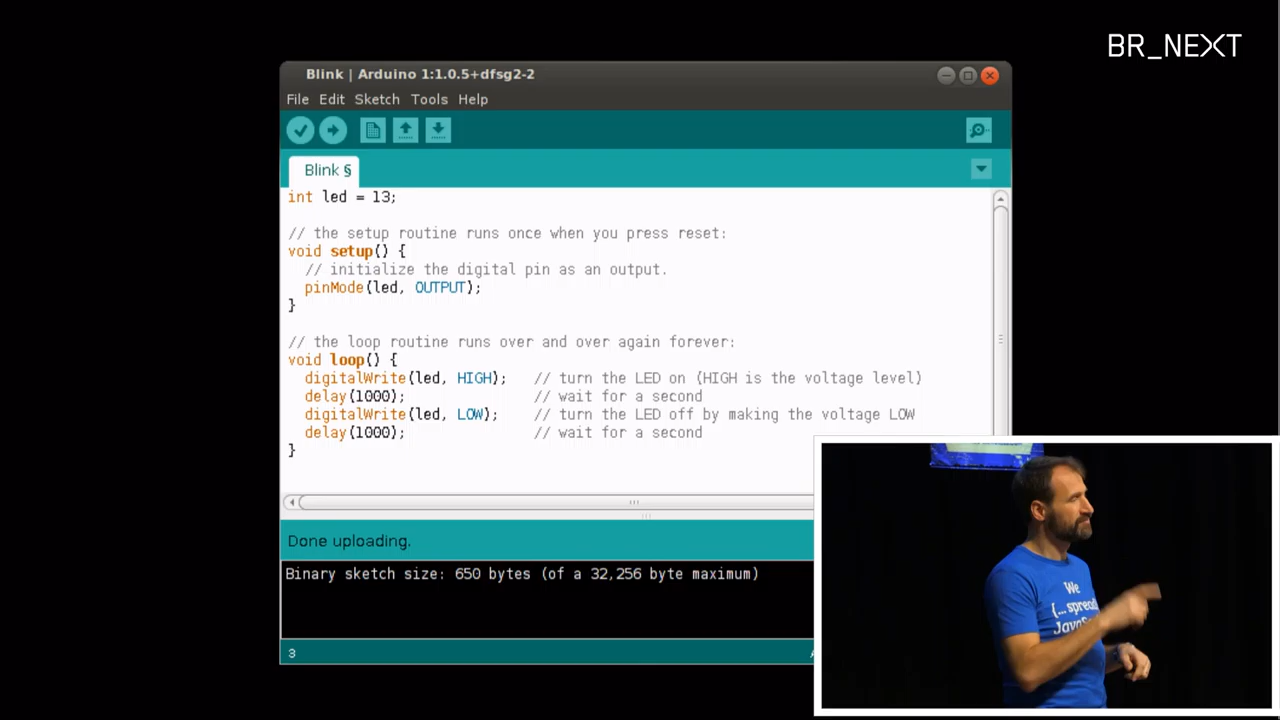 BR_NEXT
Blink | Arduino 1:1.0.5+dfsg2-2
File Edit Sketch Tools Help
Blink §
int led = 13;
// the setup routine runs once when you press reset:
void setup() {
// initialize the digital pin as an output.
pinMode(led, OUTPUT);
}
// the loop routine runs over and over again forever:
void loop() {
digitalWrite(led, HIGH); // turn the LED on (HIGH is the voltage level)
delay(1000); // wait for a second
digitalWrite(led, LOW); // turn the LED off by making the voltage LOW
delay(1000); // wait for a second
}
Done uploading.
Binary sketch size: 650 bytes (of a 32,256 byte maximum)
3
We
{...spread